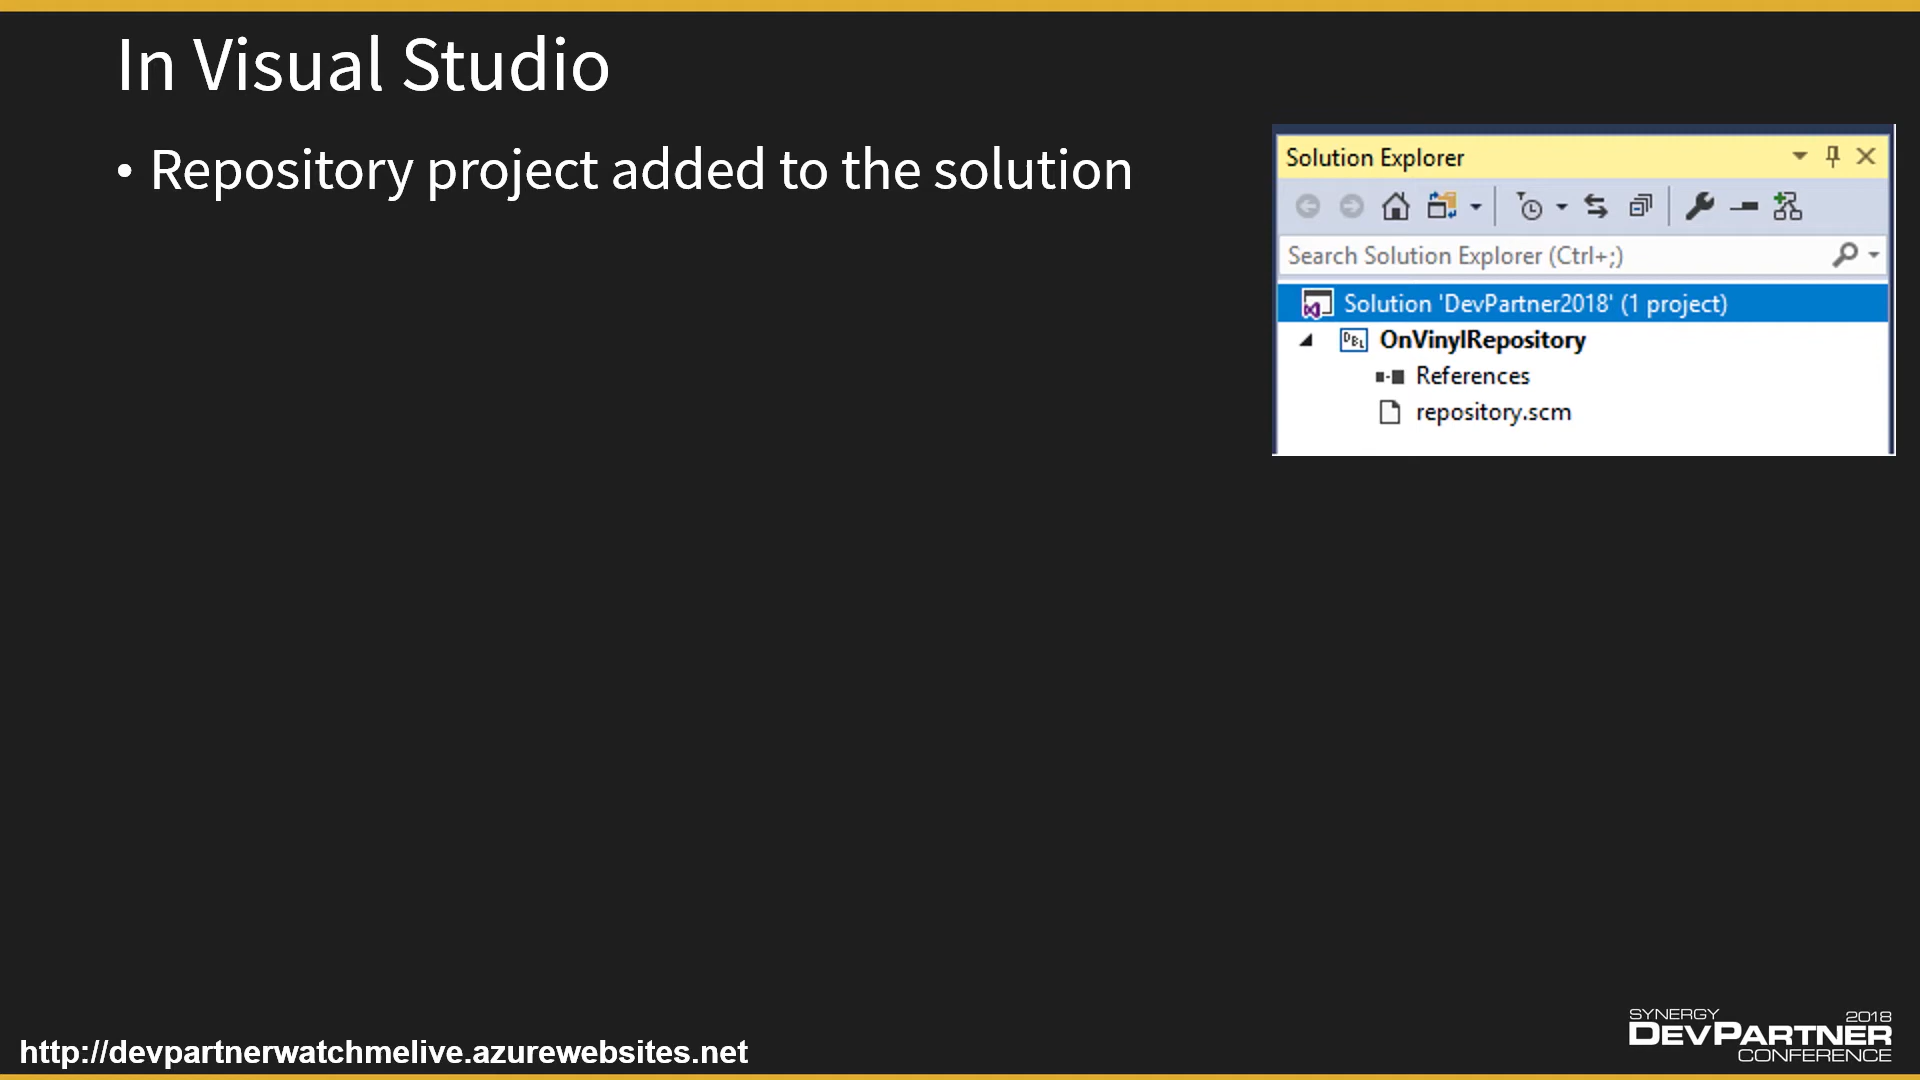 In Visual Studio
• Repository project added to the solution
Solution Explorer
Search Solution Explorer (Ctrl+;)
Solution 'DevPartner2018' (1 project)
DBL OnVinylRepository
References
repository.scm
http://devpartnerwatchmelive.azurewebsites.net
SYNERGY 2018
DEVPARTNER
CONFERENCE